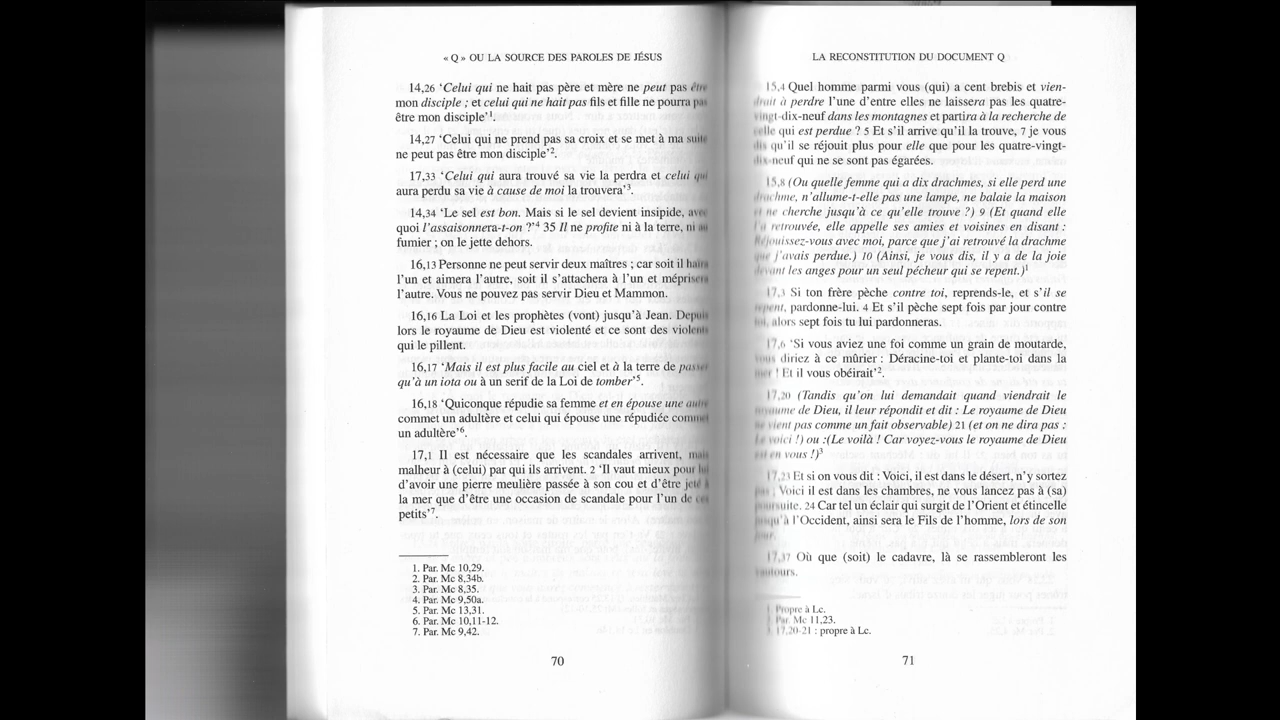 « Q » OU LA SOURCE DES PAROLES DE JÉSUS
14,26 ‘Celui qui ne hait pas père et mère ne peut pas être
mon disciple ; et celui qui ne hait pas fils et fille ne pourra pas
être mon disciple’1.
14,27 ‘Celui qui ne prend pas sa croix et se met à ma suite
ne peut pas être mon disciple’2.
17,33 ‘Celui qui aura trouvé sa vie la perdra et celui qui
aura perdu sa vie à cause de moi la trouvera’3.
14,34 ‘Le sel est bon. Mais si le sel devient insipide, avec
quoi l’assaisonnera-t-on ?’4 35 Il ne profite ni à la terre, ni au
fumier ; on le jette dehors.
16,13 Personne ne peut servir deux maîtres ; car soit il haïra
l’un et aimera l’autre, soit il s’attachera à l’un et méprisera
l’autre. Vous ne pouvez pas servir Dieu et Mammon.
16,16 La Loi et les prophètes (vont) jusqu’à Jean. Depuis
lors le royaume de Dieu est violenté et ce sont des violents
qui le pillent.
16,17 ‘Mais il est plus facile au ciel et à la terre de passer
qu’à un iota ou à un serif de la Loi de tomber’5.
16,18 ‘Quiconque répudie sa femme et en épouse une autre
commet un adultère et celui qui épouse une répudiée commet
un adultère’6.
17,1 Il est nécessaire que les scandales arrivent, mais
malheur à (celui) par qui ils arrivent. 2 ‘Il vaut mieux pour lui
d’avoir une pierre meulière passée à son cou et d’être jeté à
la mer que d’être une occasion de scandale pour l’un de ces
petits’7.
1. Par. Mc 10,29.
2. Par. Mc 8,34b.
3. Par. Mc 8,35.
4. Par. Mc 9,50a.
5. Par. Mc 13,31.
6. Par. Mc 10,11-12.
7. Par. Mc 9,42.
70
LA RECONSTITUTION DU DOCUMENT Q
15,4 Quel homme parmi vous (qui) a cent brebis et vien-
drait à perdre l’une d’entre elles ne laissera pas les quatre-
vingt-dix-neuf dans les montagnes et partira à la recherche de
celle qui est perdue ? 5 Et s’il arrive qu’il la trouve, 7 je vous
dis qu’il se réjouit plus pour elle que pour les quatre-vingt-
dix-neuf qui ne se sont pas égarées.
15,8 (Ou quelle femme qui a dix drachmes, si elle perd une
drachme, n’allume-t-elle pas une lampe, ne balaie la maison
et ne cherche jusqu’à ce qu’elle trouve ?) 9 (Et quand elle
l’a retrouvée, elle appelle ses amies et voisines en disant :
Réjouissez-vous avec moi, parce que j’ai retrouvé la drachme
que j’avais perdue.) 10 (Ainsi, je vous dis, il y a de la joie
devant les anges pour un seul pécheur qui se repent.)1
17,3 Si ton frère pèche contre toi, reprends-le, et s’il se
repent, pardonne-lui. 4 Et s’il pèche sept fois par jour contre
toi, alors sept fois tu lui pardonneras.
17,6 ‘Si vous aviez une foi comme un grain de moutarde,
vous diriez à ce mûrier : Déracine-toi et plante-toi dans la
mer ! Et il vous obéirait’2.
17,20 (Tandis qu’on lui demandait quand viendrait le
royaume de Dieu, il leur répondit et dit : Le royaume de Dieu
ne vient pas comme un fait observable) 21 (et on ne dira pas :
Le voici !) ou :(Le voilà ! Car voyez-vous le royaume de Dieu
est en vous !)3
17,23 Et si on vous dit : Voici, il est dans le désert, n’y sortez
pas ; Voici il est dans les chambres, ne vous lancez pas à (sa)
poursuite. 24 Car tel un éclair qui surgit de l’Orient et étincelle
jusqu’à l’Occident, ainsi sera le Fils de l’homme, lors de son
jour.
17,37 Où que (soit) le cadavre, là se rassembleront les
vautours.
1. Propre à Lc.
2. Par. Mc 11,23.
3. 17,20-21 : propre à Lc.
71